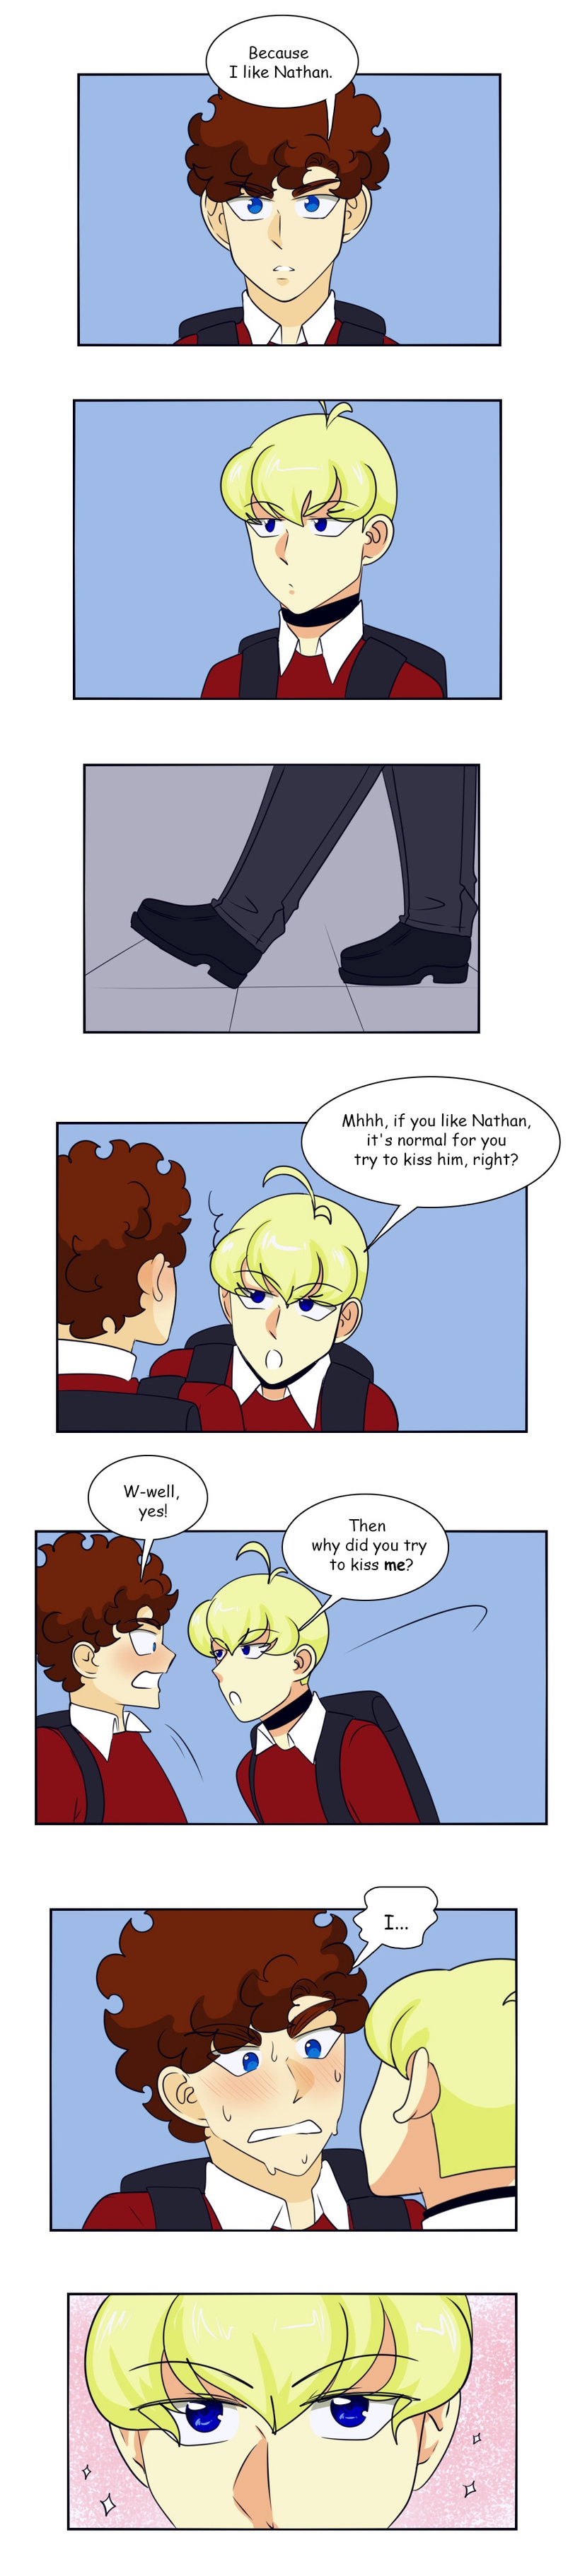 Because
I like Nathan.
Mhhh, if you like Nathan,
it's normal for you
try to kiss him, right?
W-well,
yes!
Then
why did you try
to kiss me?
I...